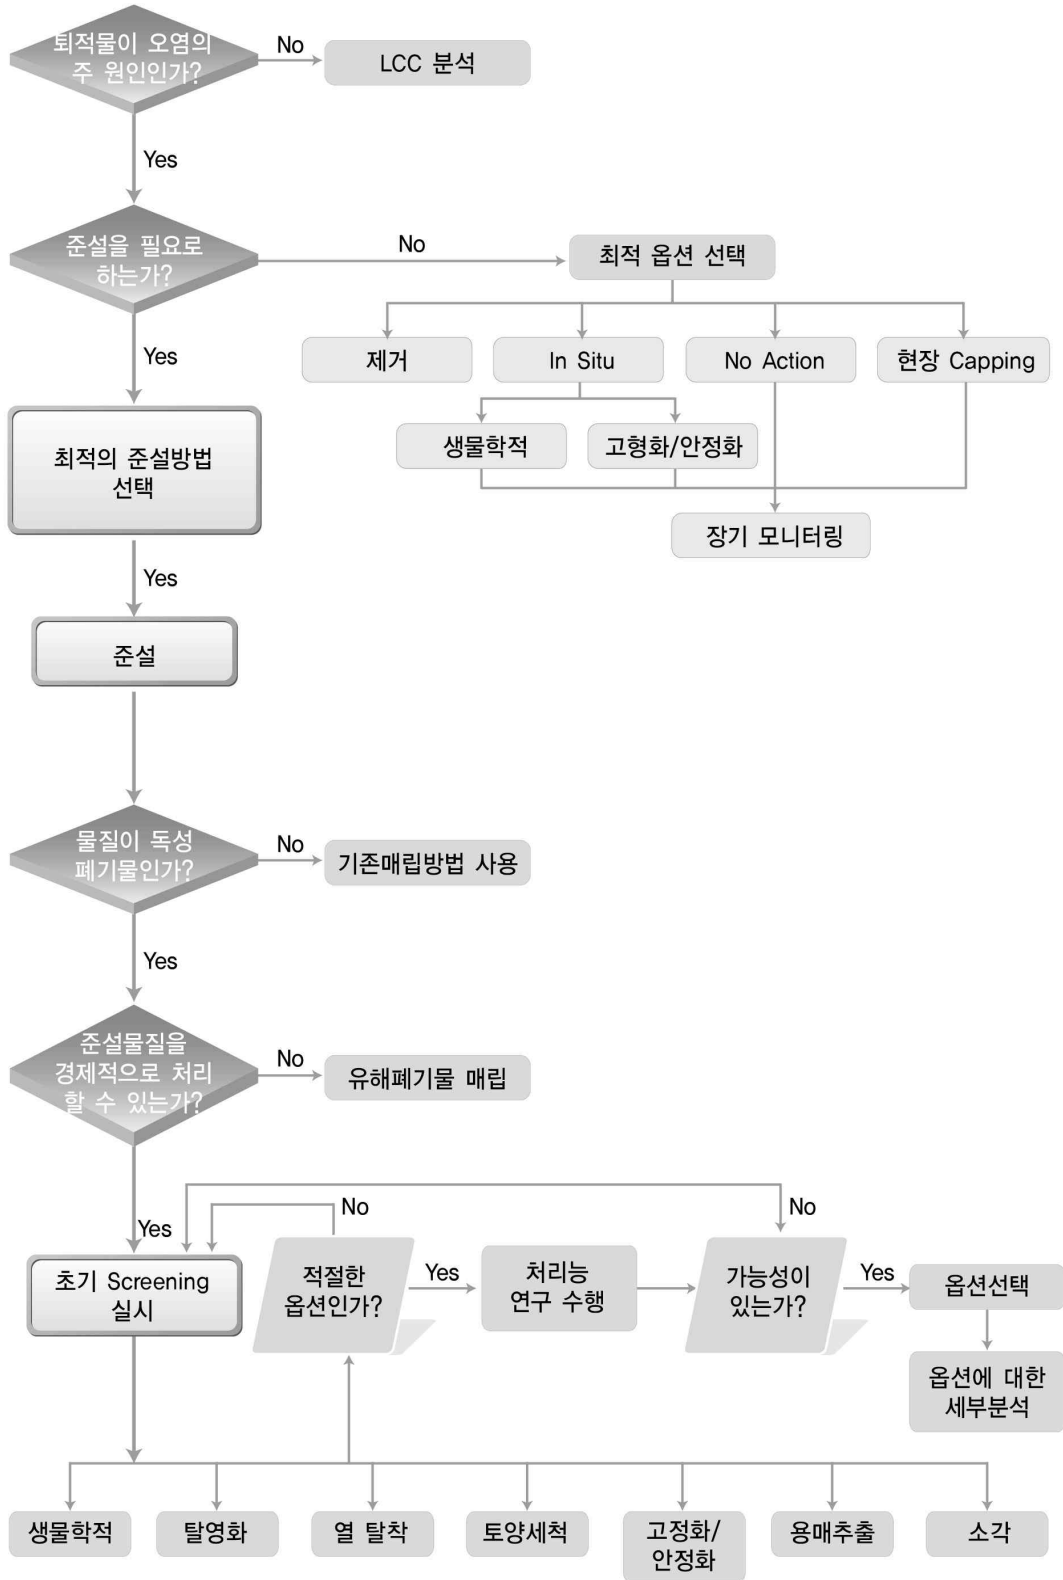 퇴적물이 오염의
주 원인인가?
No
LCC 분석
Yes
준설을 필요로
하는가?
No
최적 옵션 선택
제거
In Situ
No Action
현장 Capping
생물학적
고형화/안정화
장기 모니터링
Yes
최적의 준설방법
선택
Yes
준설
물질이 독성
폐기물인가?
No
기존매립방법 사용
Yes
준설물질을
경제적으로 처리
할 수 있는가?
No
유해폐기물 매립
Yes
초기 Screening
실시
No
적절한
옵션인가?
Yes
처리능
연구 수행
No
가능성이
있는가?
Yes
옵션선택
옵션에 대한
세부분석
생물학적
탈영화
열 탈착
토양세척
고정화/
안정화
용매추출
소각